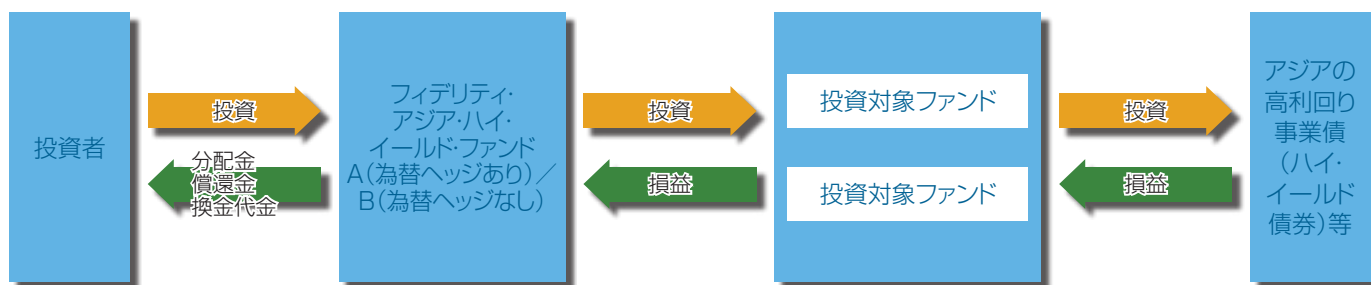 投資者
投資
分配金
償還金
換金代金
フィデリティ・
アジア・ハイ・
イールド・ファンド
A(為替ヘッジあり)／
B(為替ヘッジなし)
投資
損益
投資対象ファンド
投資対象ファンド
投資
損益
アジアの
高利回り
事業債
(ハイ・
イールド
債券)等